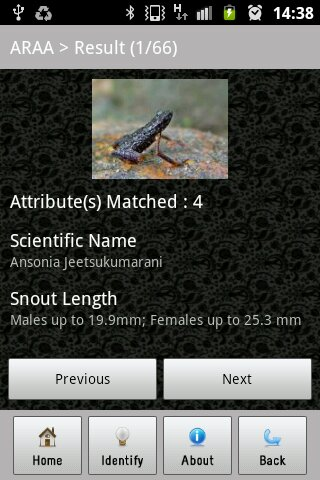 14:38
ARAA > Result (1/66)
Attribute(s) Matched : 4
Scientific Name
Ansonia Jeetsukumarani
Snout Length
Males up to 19.9mm; Females up to 25.3 mm
Previous Next
Home Identify About Back